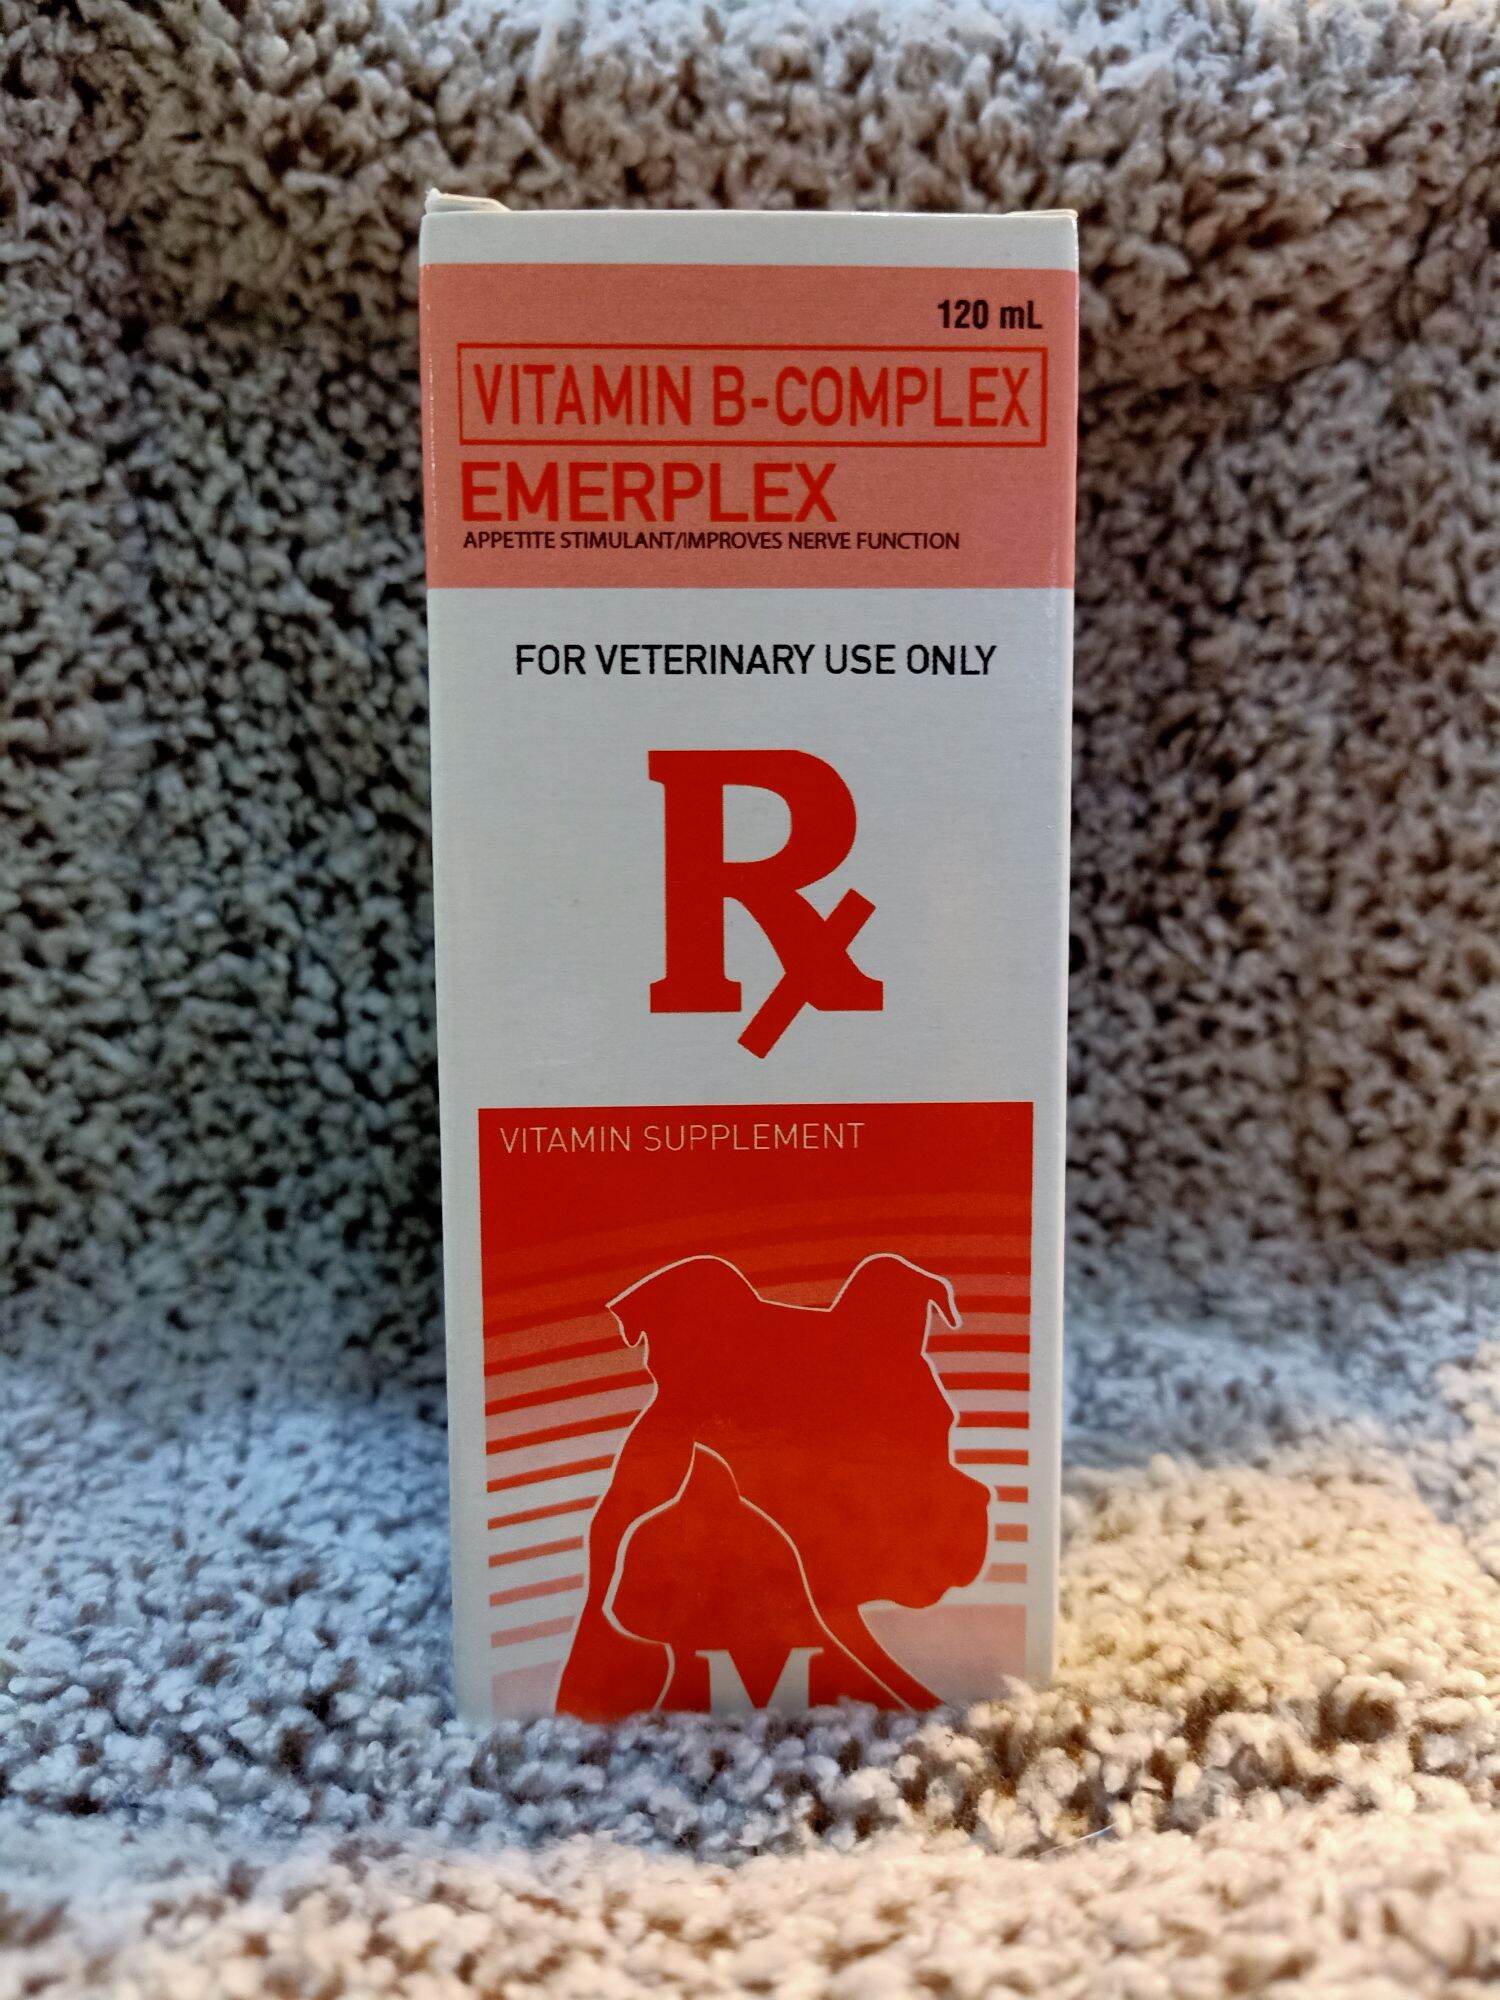 120 mL
VITAMIN B-COMPLEX
EMERPLEX
APPETITE STIMULANT/IMPROVES NERVE FUNCTION
FOR VETERINARY USE ONLY
Rx
VITAMIN SUPPLEMENT
M